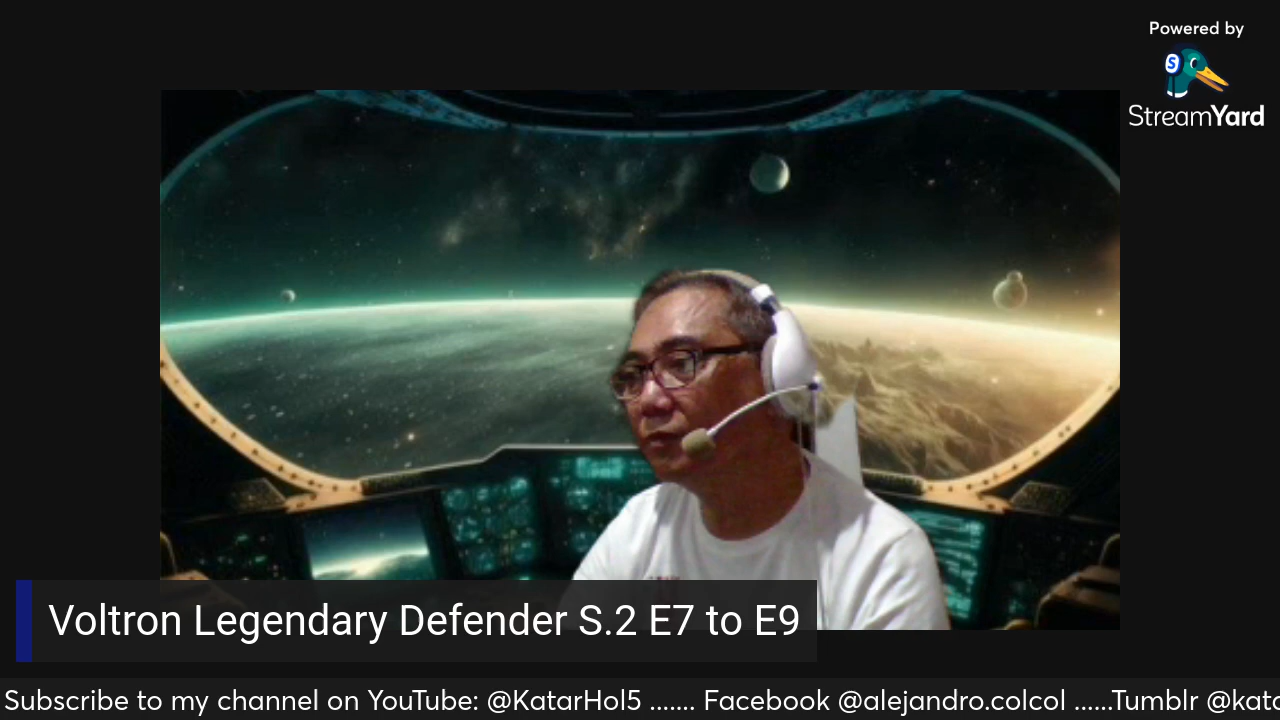 Powered by
S
StreamYard
Voltron Legendary Defender S.2 E7 to E9
Subscribe to my channel on YouTube: @KatarHol5 ....... Facebook @alejandro.colcol ......Tumblr @kata